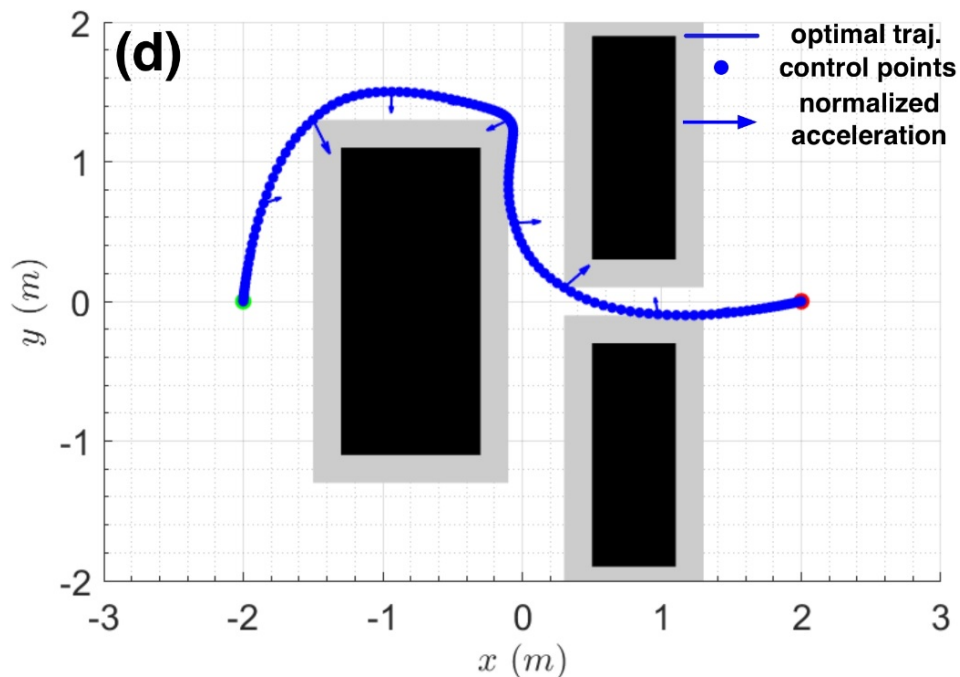 (d)
optimal traj.
control points
normalized
acceleration
2
1
0
-1
-2
y (m)
-3
-2
-1
0
1
2
3
x (m)